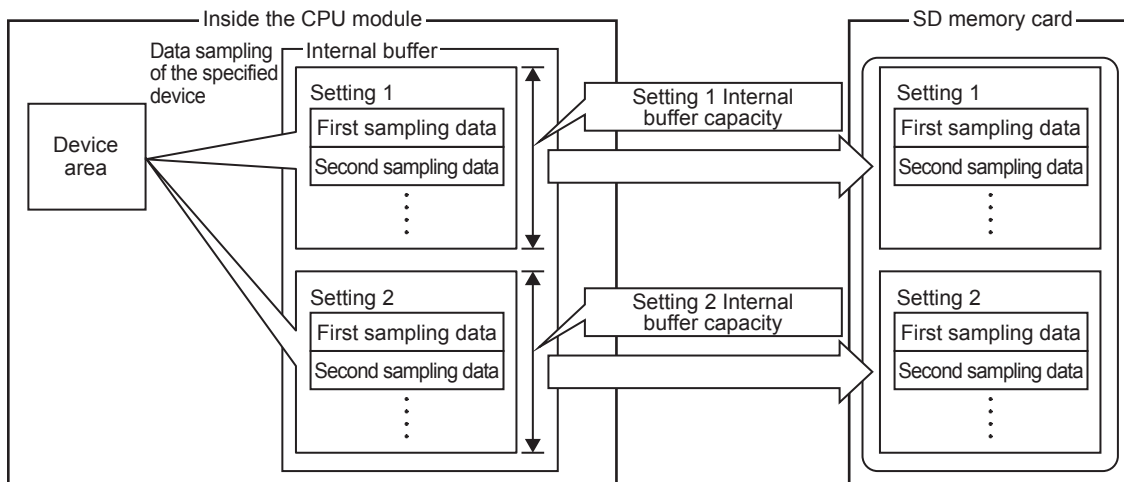 Inside the CPU module
SD memory card
Data sampling
of the specified
device
Internal buffer
Device
area
Setting 1
First sampling data
Second sampling data
Setting 1 Internal
buffer capacity
Setting 1
First sampling data
Second sampling data
Setting 2
First sampling data
Second sampling data
Setting 2 Internal
buffer capacity
Setting 2
First sampling data
Second sampling data